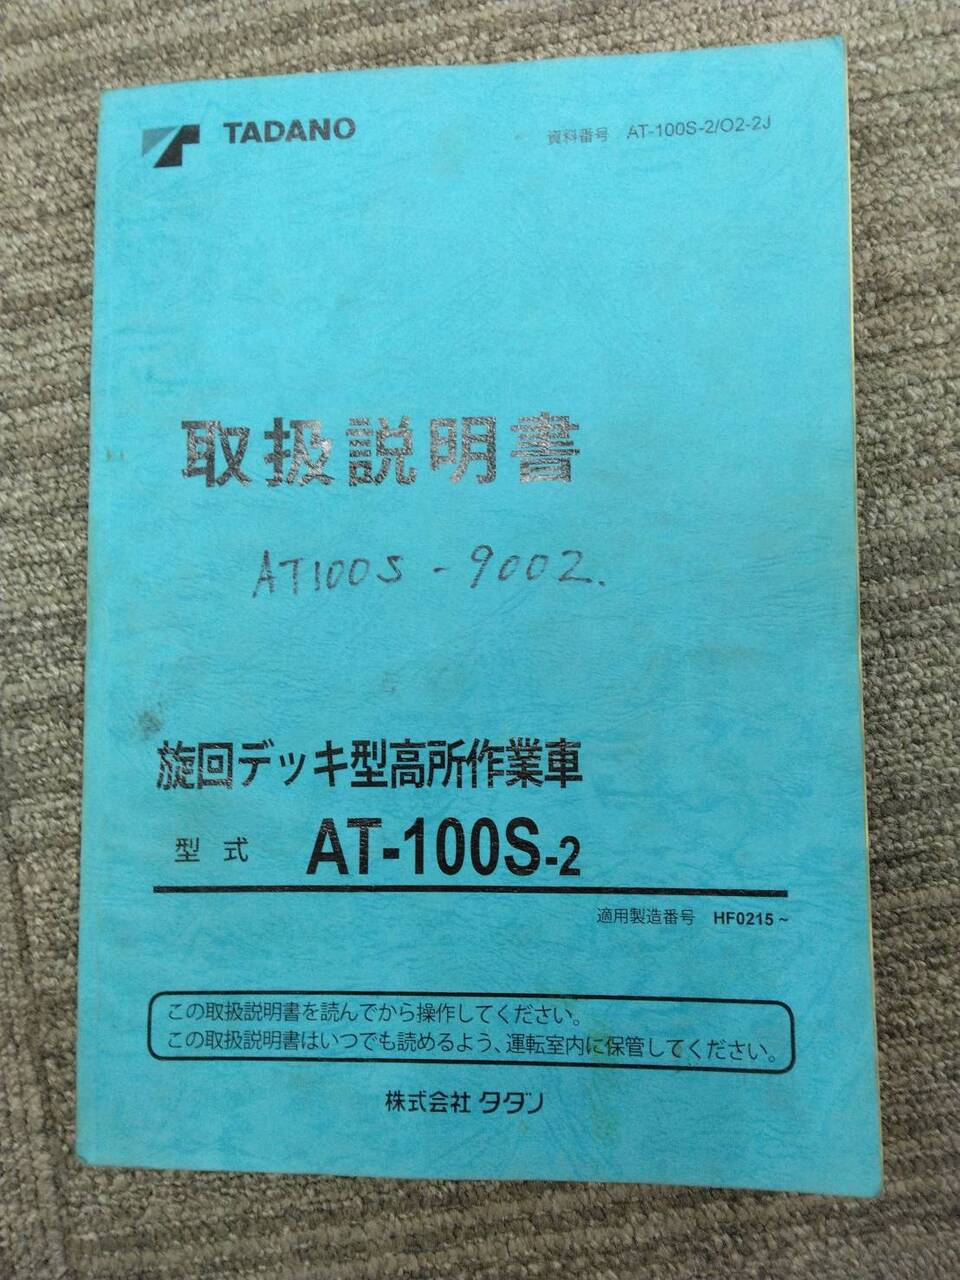 TADANO
資料番号 AT-100S-2/O2-2J
取扱説明書
AT100S - 9002.
旋回デッキ型高所作業車
型式 AT-100S-2
適用製造番号 HF0215~
この取扱説明書を読んでから操作してください。
この取扱説明書はいつでも読めるよう、運転室内に保管してください。
株式会社タダノ